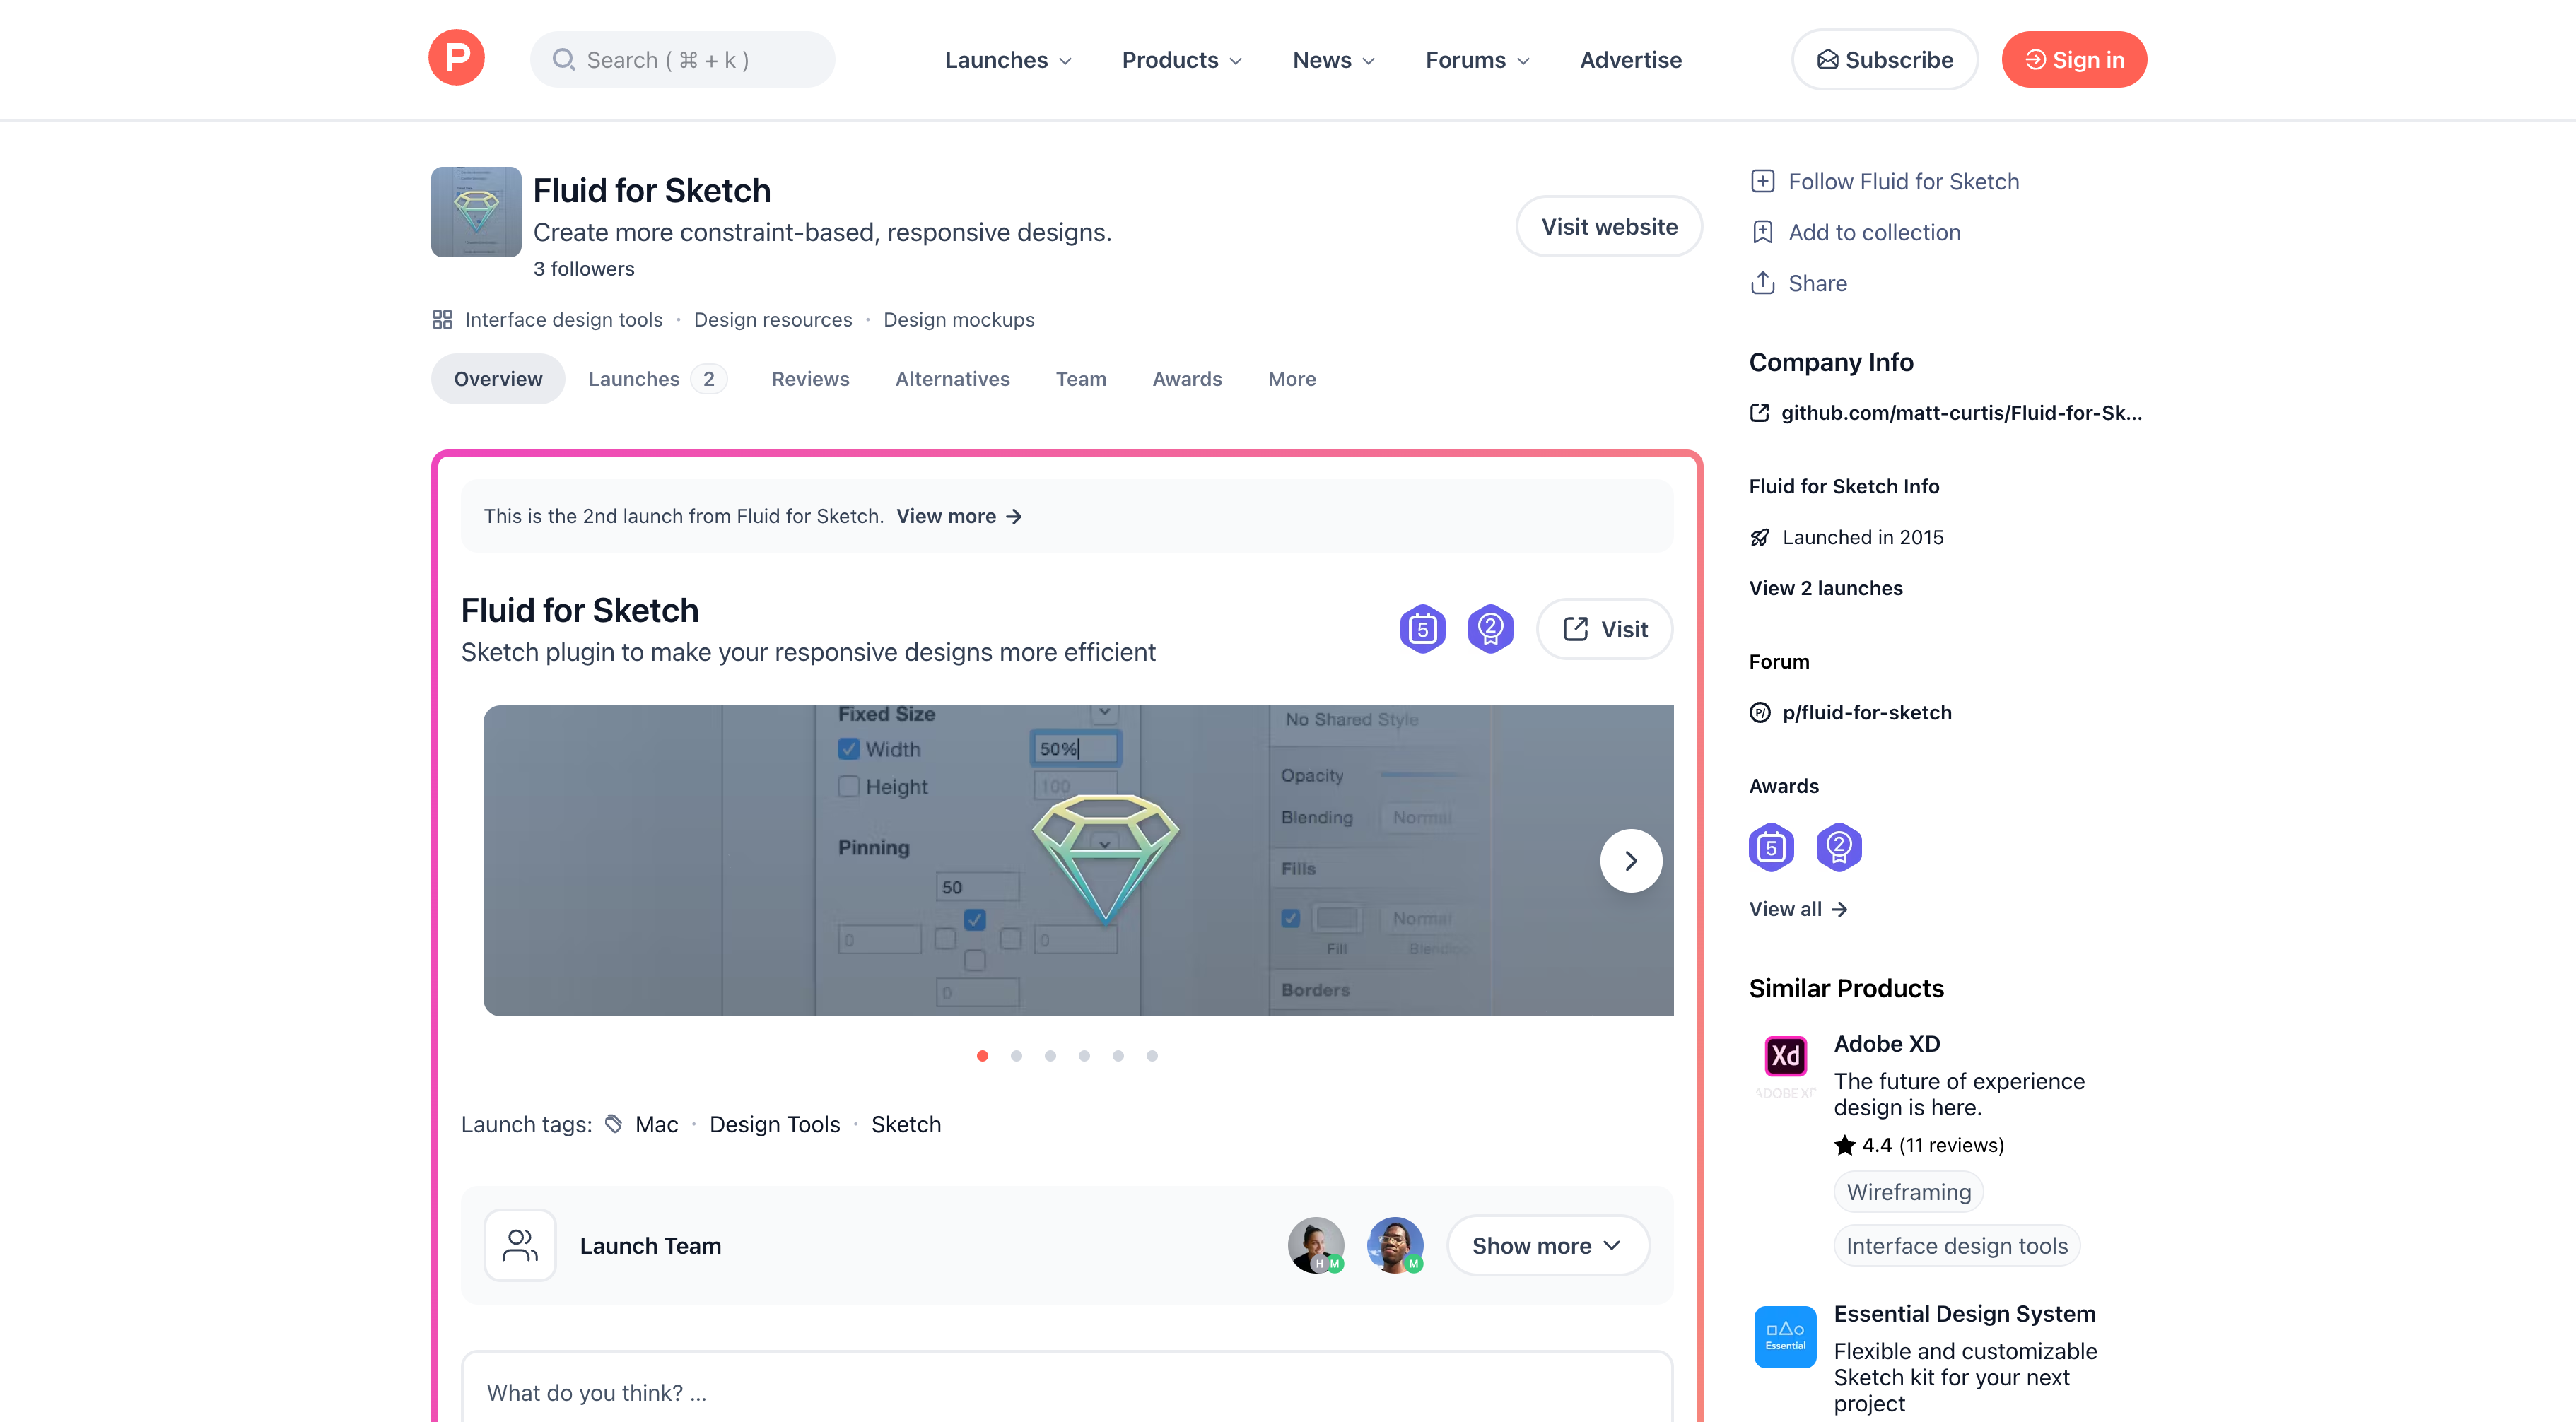 P
Search ( ⌘ + k )
Launches
Products
News
Forums
Advertise
Subscribe
Sign in
Fluid for Sketch
Create more constraint-based, responsive designs.
3 followers
Visit website
Interface design tools · Design resources · Design mockups
Overview
Launches 2
Reviews
Alternatives
Team
Awards
More
This is the 2nd launch from Fluid for Sketch. View more →
Fluid for Sketch
Sketch plugin to make your responsive designs more efficient
5
2
Visit
Fixed Size
Width 50%
Height 100
Pinning
50
0
0
0
No Shared Style
Opacity
Blending Normal
Fills
Normal
Fill Blending
Borders
Launch tags: Mac · Design Tools · Sketch
Launch Team
H M
M
Show more
What do you think? ...
Follow Fluid for Sketch
Add to collection
Share
Company Info
github.com/matt-curtis/Fluid-for-Sk...
Fluid for Sketch Info
Launched in 2015
View 2 launches
Forum
P/ p/fluid-for-sketch
Awards
5
2
View all →
Similar Products
Xd
ADOBE XD
Adobe XD
The future of experience
design is here.
4.4 (11 reviews)
Wireframing
Interface design tools
Essential
Essential Design System
Flexible and customizable
Sketch kit for your next
project